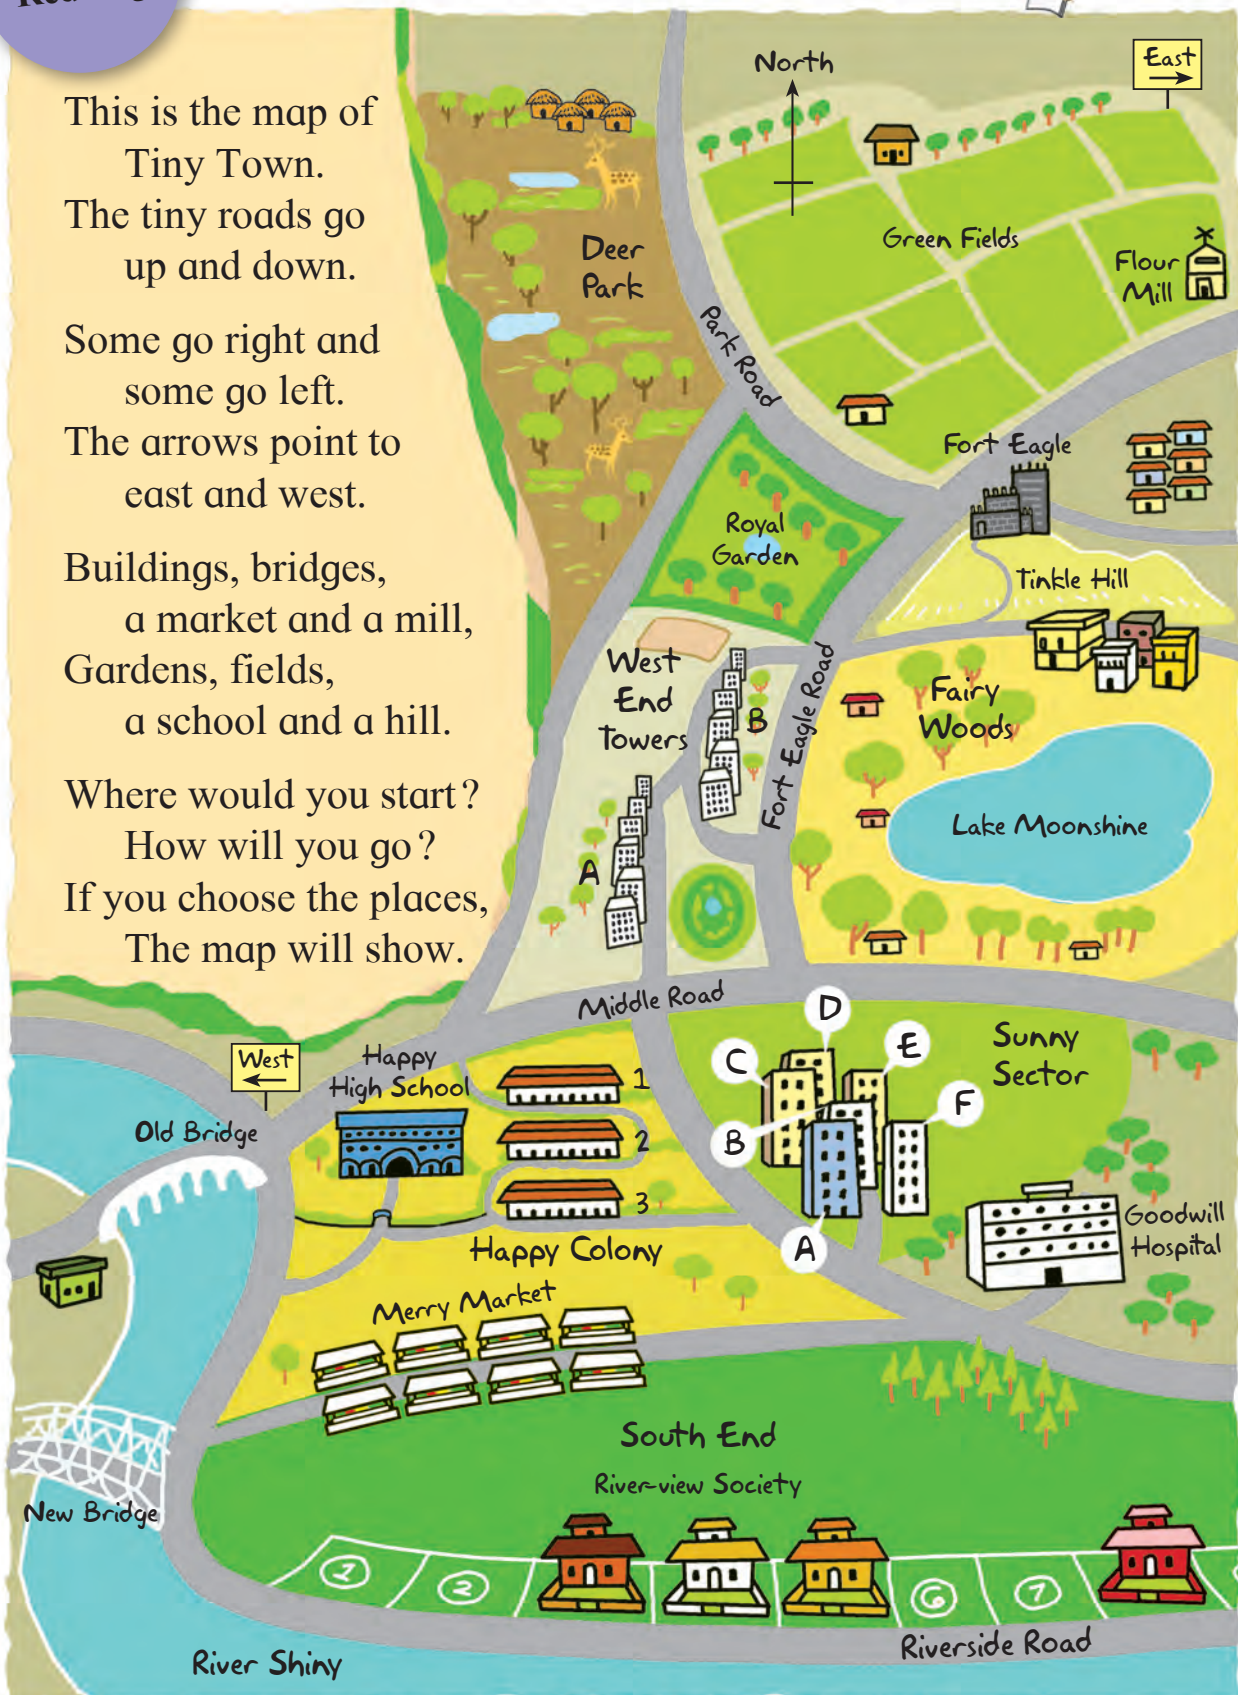 This is the map of
Tiny Town.
The tiny roads go
up and down.
Some go right and
some go left.
The arrows point to
east and west.
Buildings, bridges,
a market and a mill,
Gardens, fields,
a school and a hill.
Where would you start?
How will you go?
If you choose the places,
The map will show.
North
East
Deer
Park
Green Fields
Flour
Mill
Park Road
Fort Eagle
Royal
Garden
Tinkle Hill
West
End
Towers
B
A
Fort Eagle Road
Fairy
Woods
Lake Moonshine
Middle Road
West
Happy
High School
1
2
3
Old Bridge
D
C
E
B
F
A
Sunny
Sector
Goodwill
Hospital
Happy Colony
Merry Market
South End
River-view Society
New Bridge
1
2
6
7
Riverside Road
River Shiny